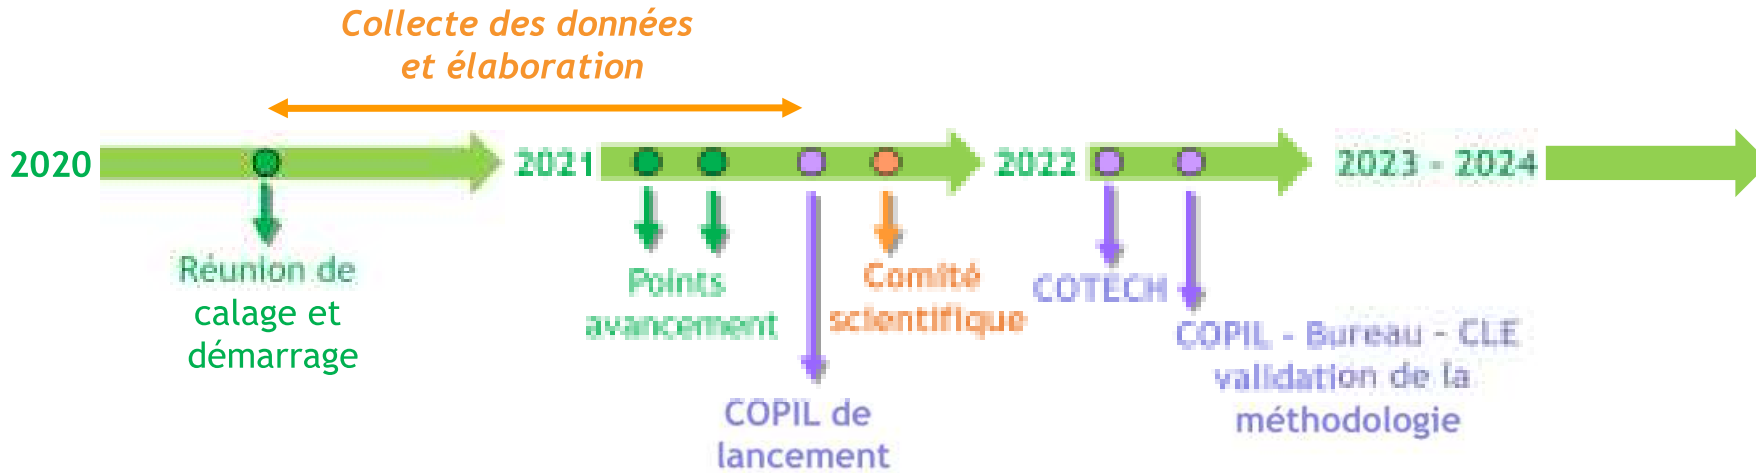 Collecte des données
et élaboration
2020
2021
2022
2023 - 2024
Réunion de
calage et
démarrage
Points
avancement
COPIL de
lancement
Comité
scientifique
COTECH
COPIL - Bureau - CLE
validation de la
méthodologie